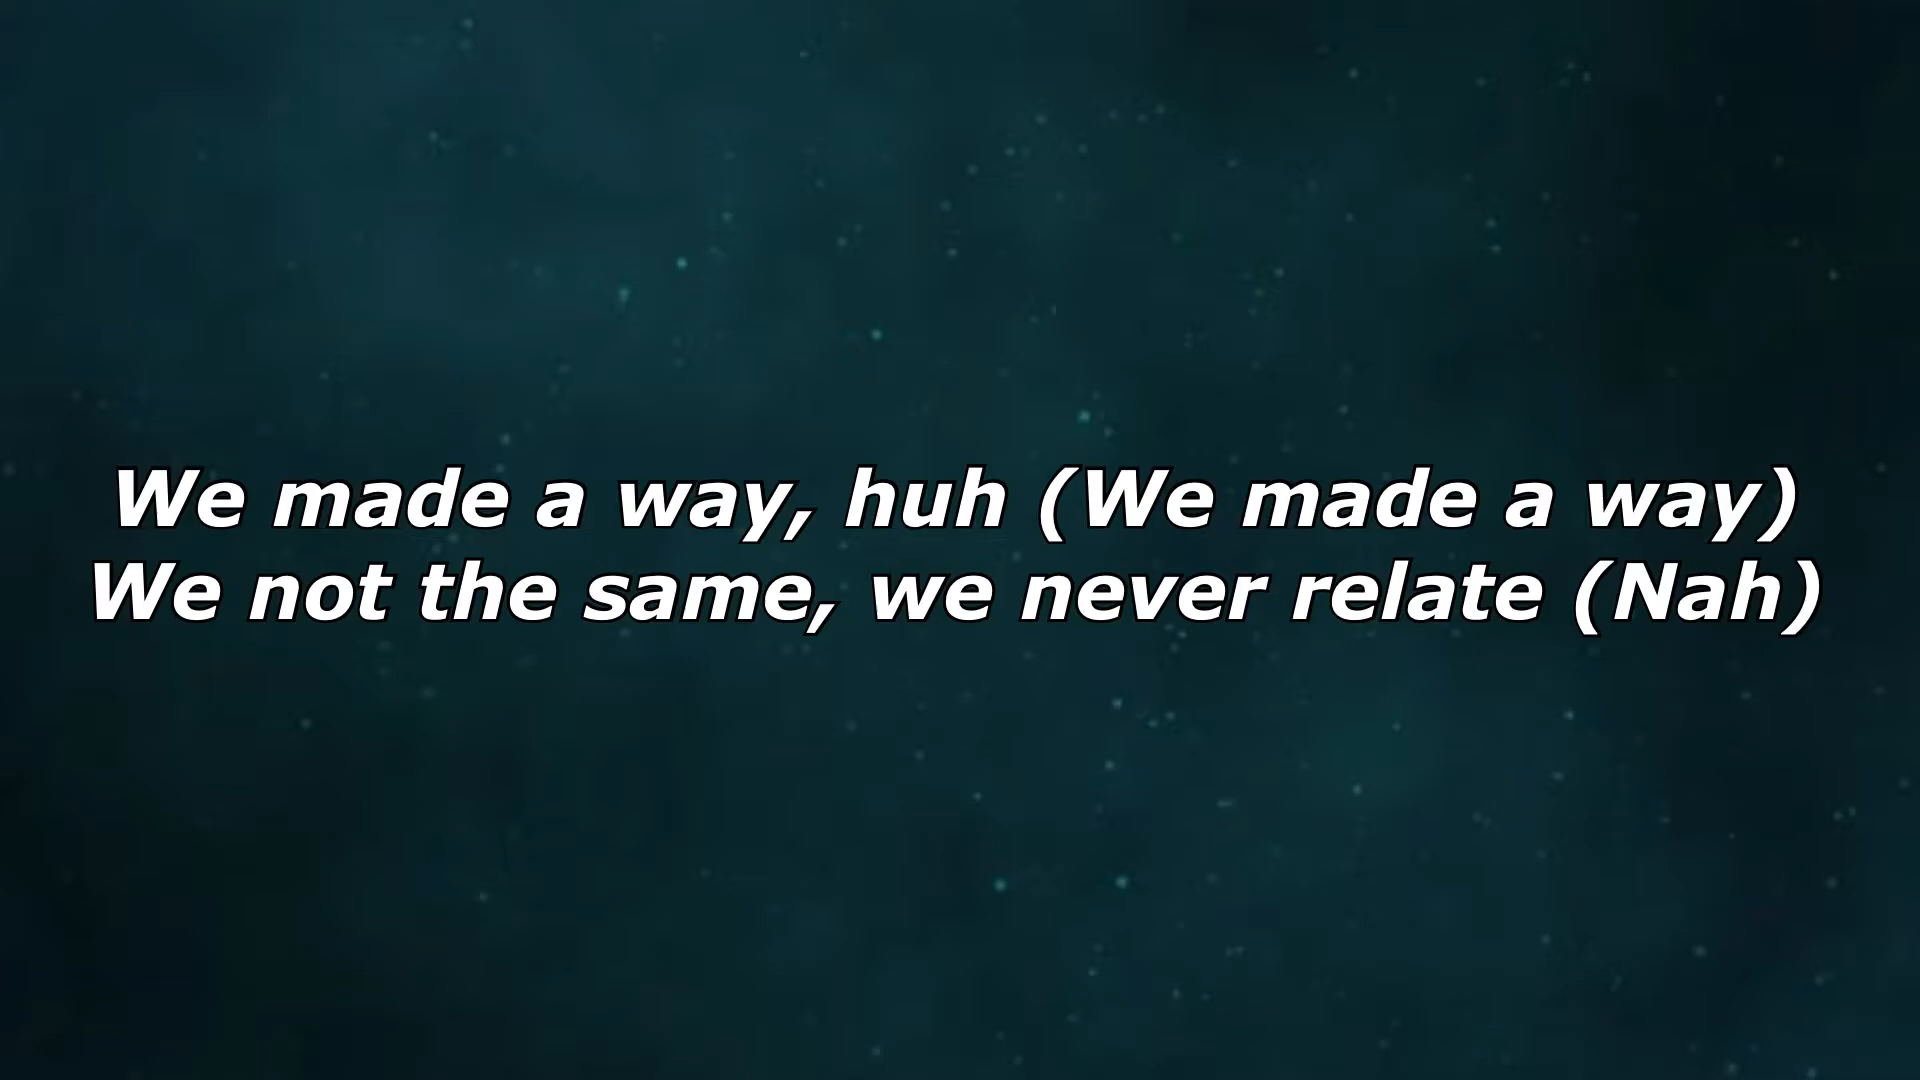 We made a way, huh (We made a way)
We not the same, we never relate (Nah)